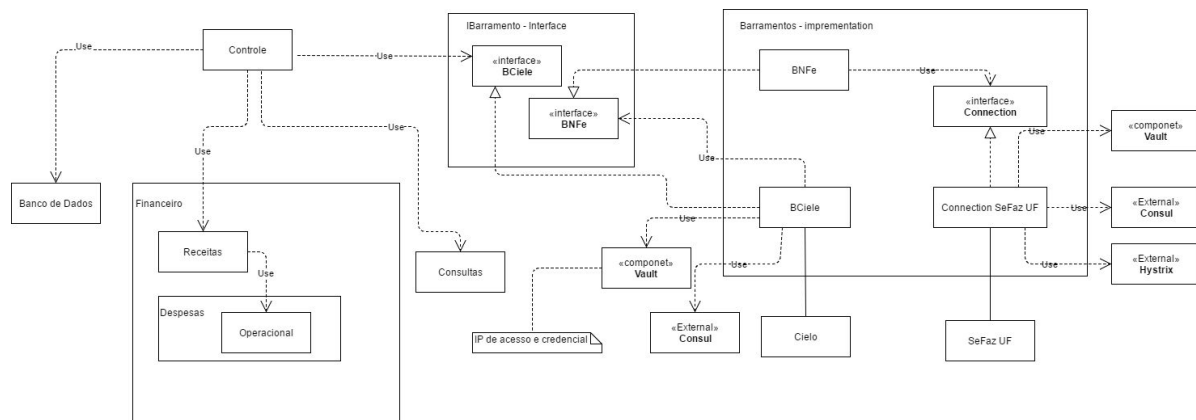 IBarramento - Interface
Barramentos - imprementation
Use
Controle
Use
«interface»
BCiele
BNFe
Use
«interface»
Connection
«interface»
BNFe
Use
Use
Use
Use
«componet»
Vault
Banco de Dados
Financeiro
BCiele
Connection SeFaz UF
Use
«External»
Consul
Receitas
Use
Use
Consultas
«componet»
Vault
Use
Use
«External»
Hystrix
Despesas
Operacional
IP de acesso e credencial
«External»
Consul
Cielo
SeFaz UF